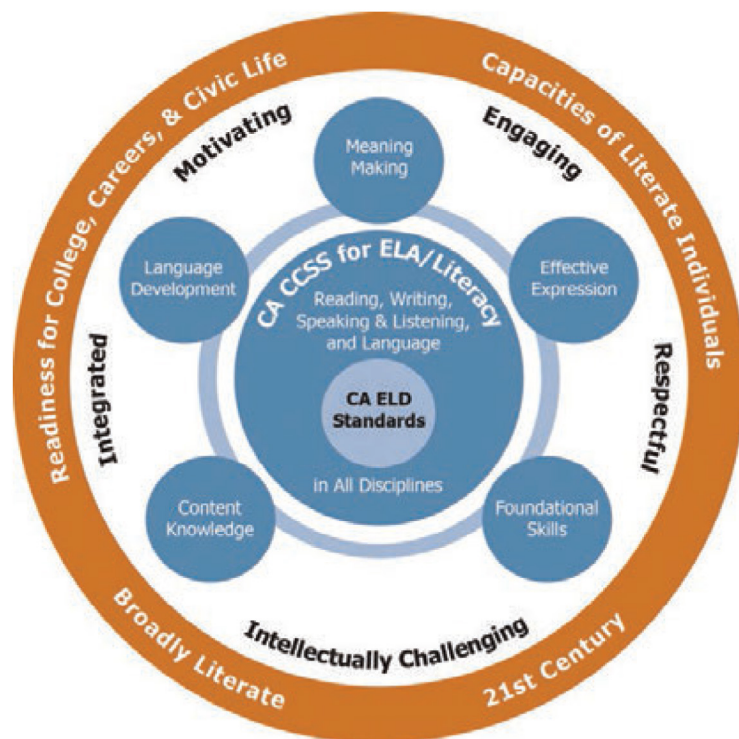 Readiness for College, Careers, & Civic Life
Capacities of Literate Individuals
Motivating
Engaging
Meaning
Making
Language
Development
Effective
Expression
CA CCSS for ELA/Literacy
Reading, Writing,
Speaking & Listening,
and Language
CA ELD
Standards
in All Disciplines
Integrated
Respectful
Content
Knowledge
Foundational
Skills
Intellectually Challenging
Broadly Literate
21st Century